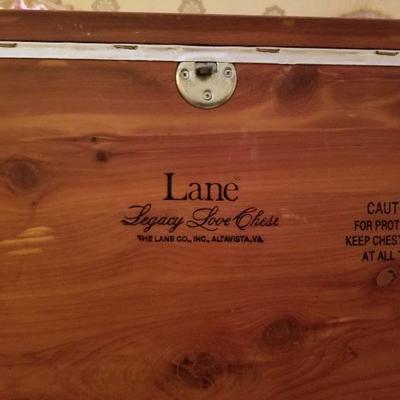 Lane
Legacy Love Chest
THE LANE CO., INC., ALTAVISTA, VA.
CAUT
FOR PROT
KEEP CHEST
AT ALL T